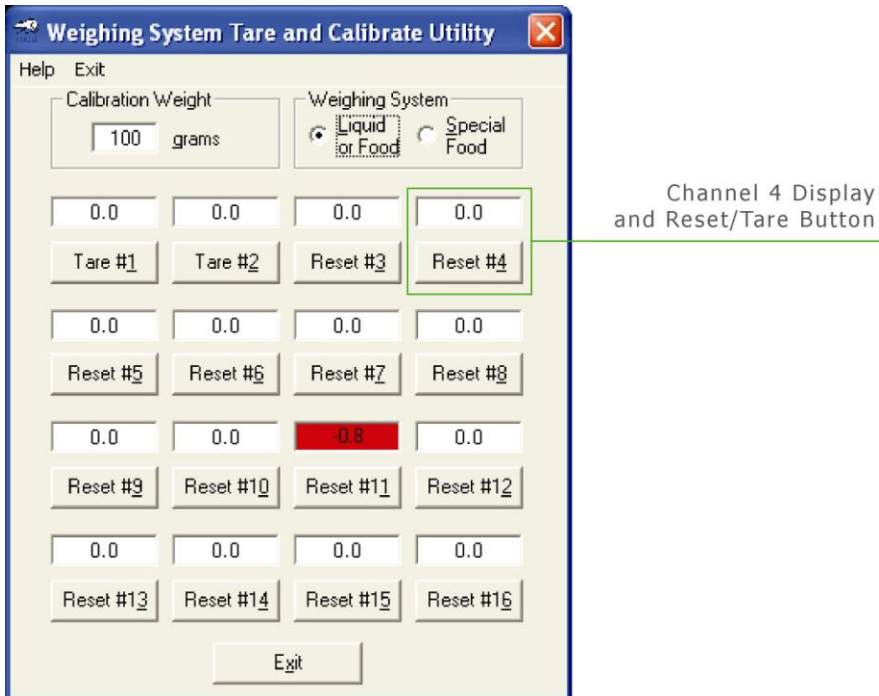 Weighing System Tare and Calibrate Utility
Help Exit
Calibration Weight
100 grams
Weighing System
Liquid or Food
Special Food
0.0 0.0 0.0 0.0
Tare #1 Tare #2 Reset #3 Reset #4
Channel 4 Display
and Reset/Tare Button
0.0 0.0 0.0 0.0
Reset #5 Reset #6 Reset #7 Reset #8
0.0 0.0 -0.8 0.0
Reset #9 Reset #10 Reset #11 Reset #12
0.0 0.0 0.0 0.0
Reset #13 Reset #14 Reset #15 Reset #16
Exit